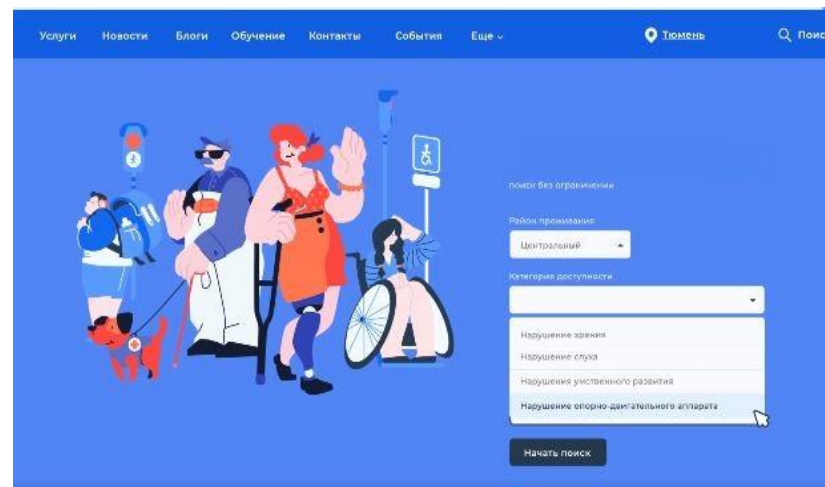 Услуги Новости Блоги Обучение Контакты События Еще Тюмень Поис
поиск без ограничений
Район проживания
Центральный
Категория доступности
Нарушение зрения
Нарушение слуха
Нарушения умственного развития
Нарушение опорно-двигательного аппарата
Начать поиск